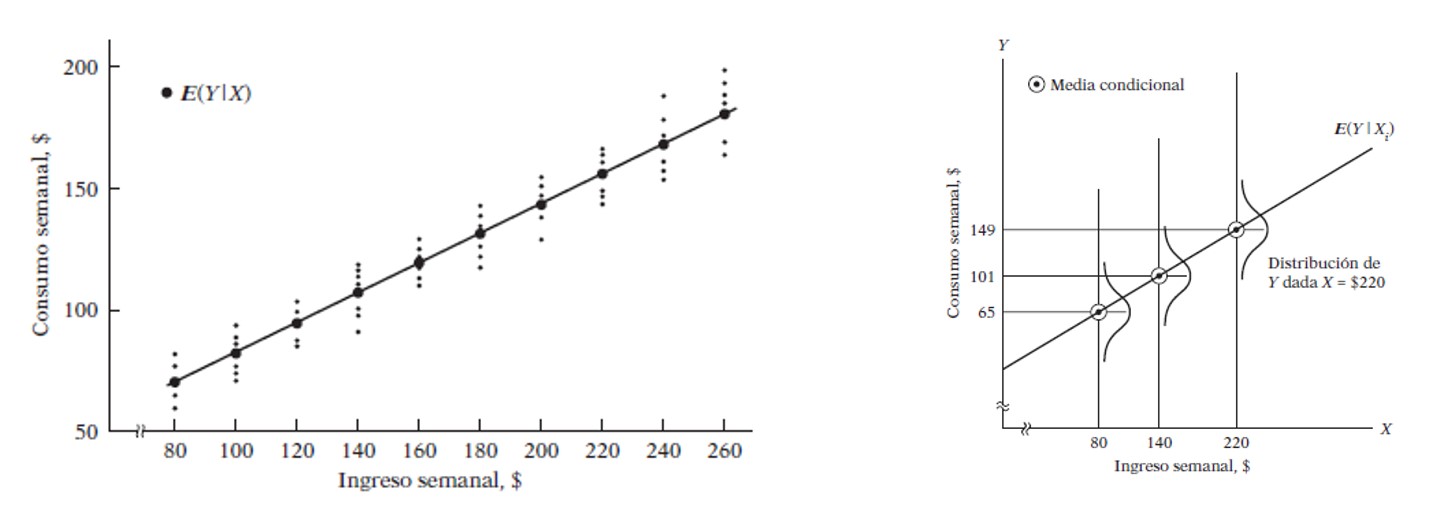 200
150
100
50
E(Y|X)
Consumo semanal, $
80 100 120 140 160 180 200 220 240 260
Ingreso semanal, $
Y
Media condicional
E(Y | Xi)
Consumo semanal, $
149
101
65
Distribución de
Y dada X = $220
X
80 140 220
Ingreso semanal, $